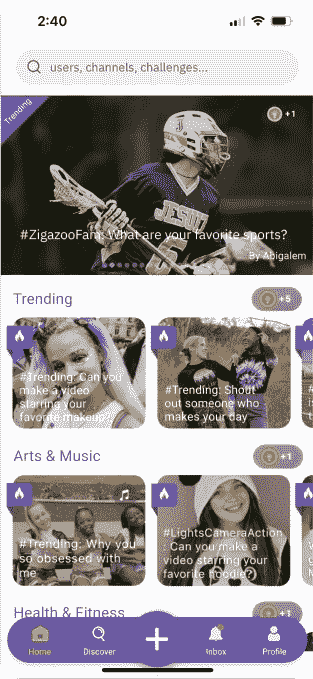 2:40
users, channels, challenges...
Trending
+1
JESUIT
#ZigazooFam: What are your favorite sports?
By Abigalem
Trending
+5
#Trending: Can you
make a video
starring your
favorite makeup?
#Trending: Shout
out someone who
makes your day
Arts & Music
+1
#Trending: Why you
so obsessed with
me
#LightsCameraAction
: Can you make a
video starring your
favorite hoodie?
Health & Fitness
+1
Home
Discover
Inbox
Profile